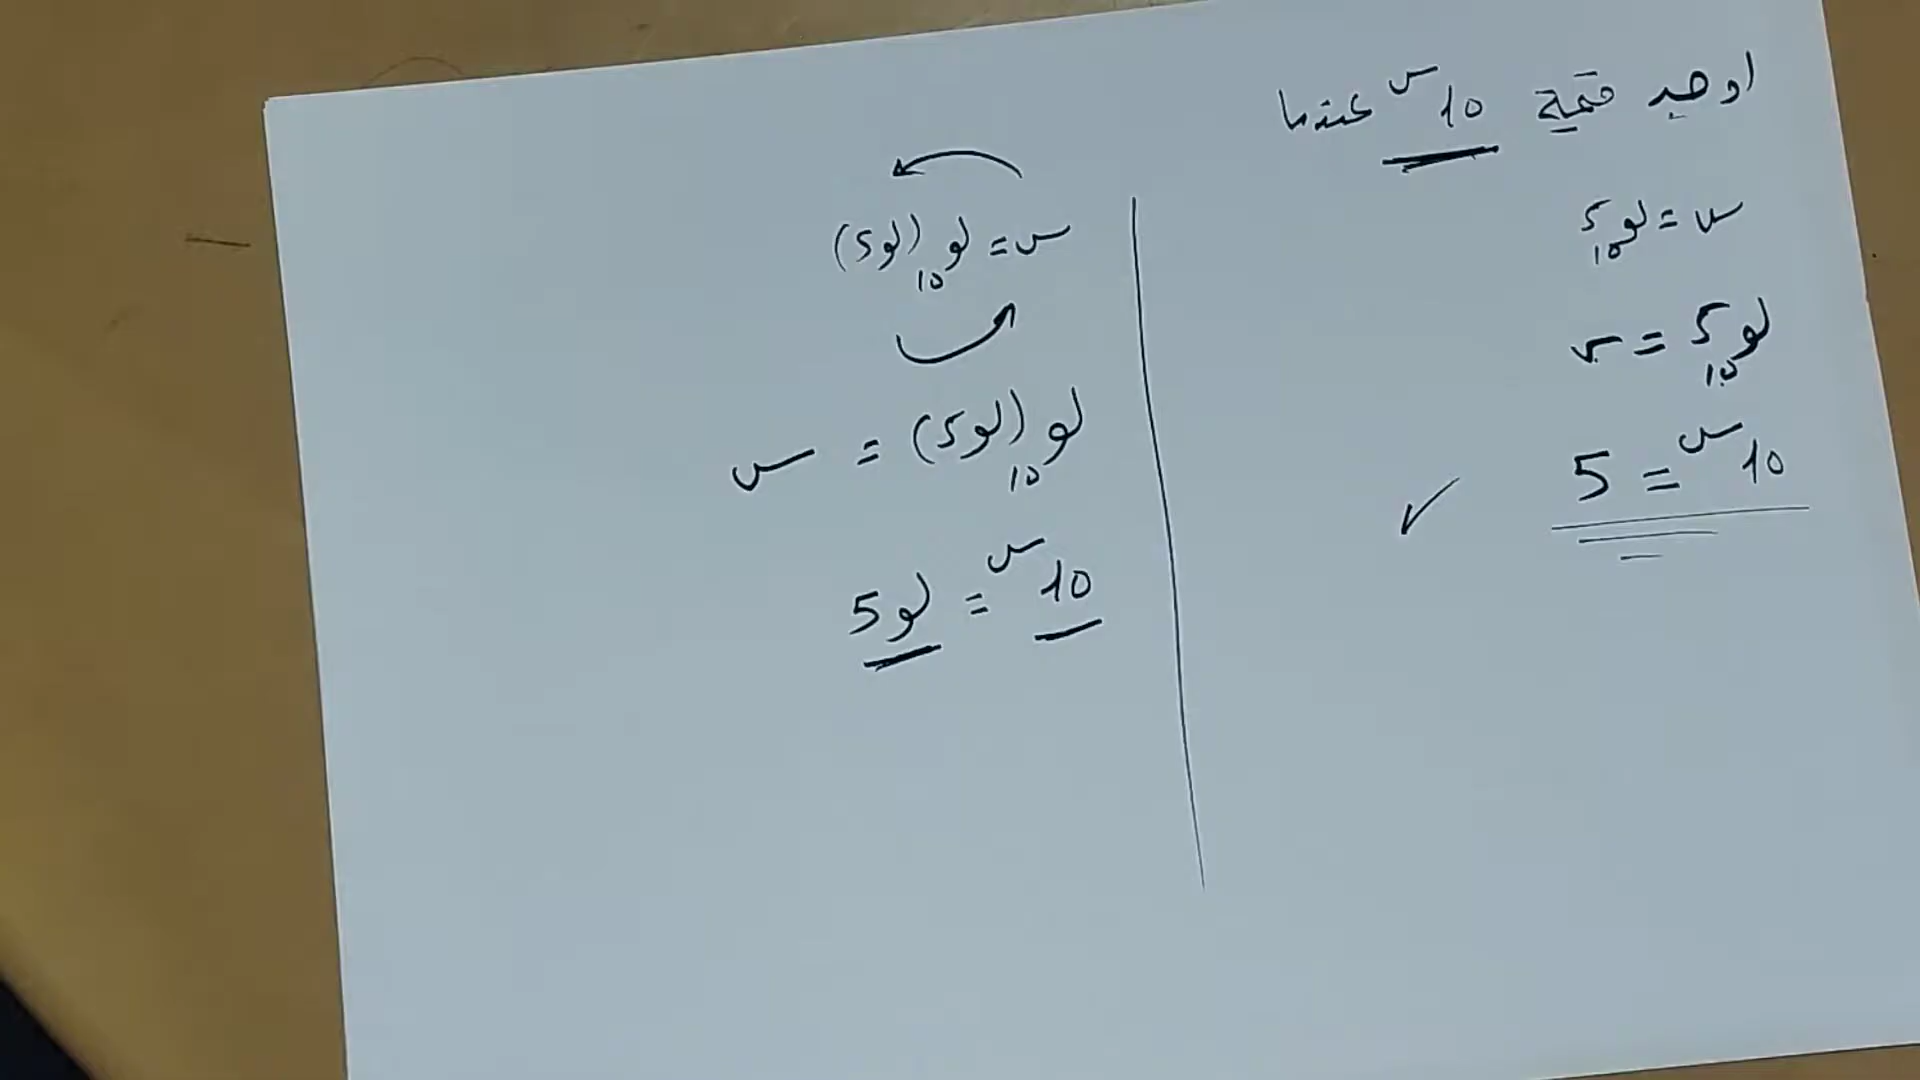 اوجد قيمة 10^س عندما
س = لو₁₀ 5
لو₁₀ 5 = س
10^س = 5
س = لو₁₀ (لو 5)
لو₁₀ (لو 5) = س
10^س = لو 5